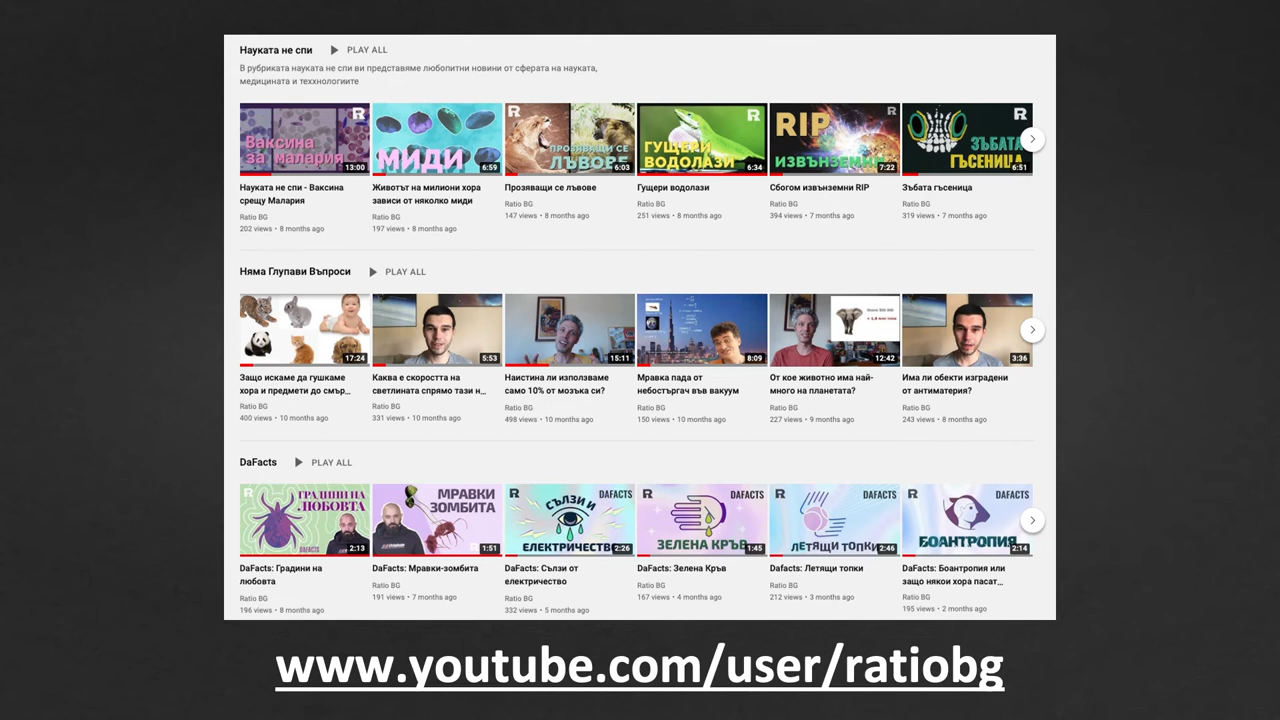 Науката не спи PLAY ALL
В рубриката науката не спи ви представяме любопитни новини от сферата на науката,
медицината и теххнологиите
Ваксина
за малария
13:00
МИДИ
6:59
ПРОЗЯВАЩИ СЕ
ЛЪВОВЕ
6:03
ГУЩЕРИ
ВОДОЛАЗИ
6:34
RIP
ИЗВЪНЗЕМНИ
7:22
ЗЪБАТА
ГЪСЕНИЦА
6:51
Науката не спи - Ваксина
срещу Малария
Ratio BG
202 views • 8 months ago
Животът на милиони хора
зависи от няколко миди
Ratio BG
197 views • 8 months ago
Прозяващи се лъвове
Ratio BG
147 views • 8 months ago
Гущери водолази
Ratio BG
251 views • 8 months ago
Сбогом извънземни RIP
Ratio BG
394 views • 7 months ago
Зъбата гъсеница
Ratio BG
319 views • 7 months ago
Няма Глупави Въпроси PLAY ALL
17:24
5:53
15:11
8:09
12:42
3:36
Защо искаме да гушкаме
хора и предмети до смър...
Ratio BG
400 views • 10 months ago
Каква е скоростта на
светлината спрямо тази н...
Ratio BG
331 views • 10 months ago
Наистина ли използваме
само 10% от мозъка си?
Ratio BG
498 views • 10 months ago
Мравка пада от
небостъргач във вакуум
Ratio BG
150 views • 10 months ago
От кое животно има най-
много на планетата?
Ratio BG
227 views • 9 months ago
Има ли обекти изградени
от антиматерия?
Ratio BG
243 views • 8 months ago
DaFacts PLAY ALL
ГРАДИНИ НА
ЛЮБОВТА
DAFACTS
2:13
МРАВКИ
ЗОМБИТА
1:51
R DAFACTS
СЪЛЗИ И
ЕЛЕКТРИЧЕСТВО
2:26
R DAFACTS
ЗЕЛЕНА КРЪВ
1:45
R DAFACTS
ЛЕТЯЩИ ТОПКИ
2:46
R DAFACTS
БОАНТРОПИЯ
2:14
DaFacts: Градини на
любовта
Ratio BG
196 views • 8 months ago
DaFacts: Мравки-зомбита
Ratio BG
191 views • 7 months ago
DaFacts: Сълзи от
електричество
Ratio BG
332 views • 5 months ago
DaFacts: Зелена Кръв
Ratio BG
167 views • 4 months ago
Dafacts: Летящи топки
Ratio BG
212 views • 3 months ago
DaFacts: Боантропия или
защо някои хора пасат...
Ratio BG
195 views • 2 months ago
www.youtube.com/user/ratiobg